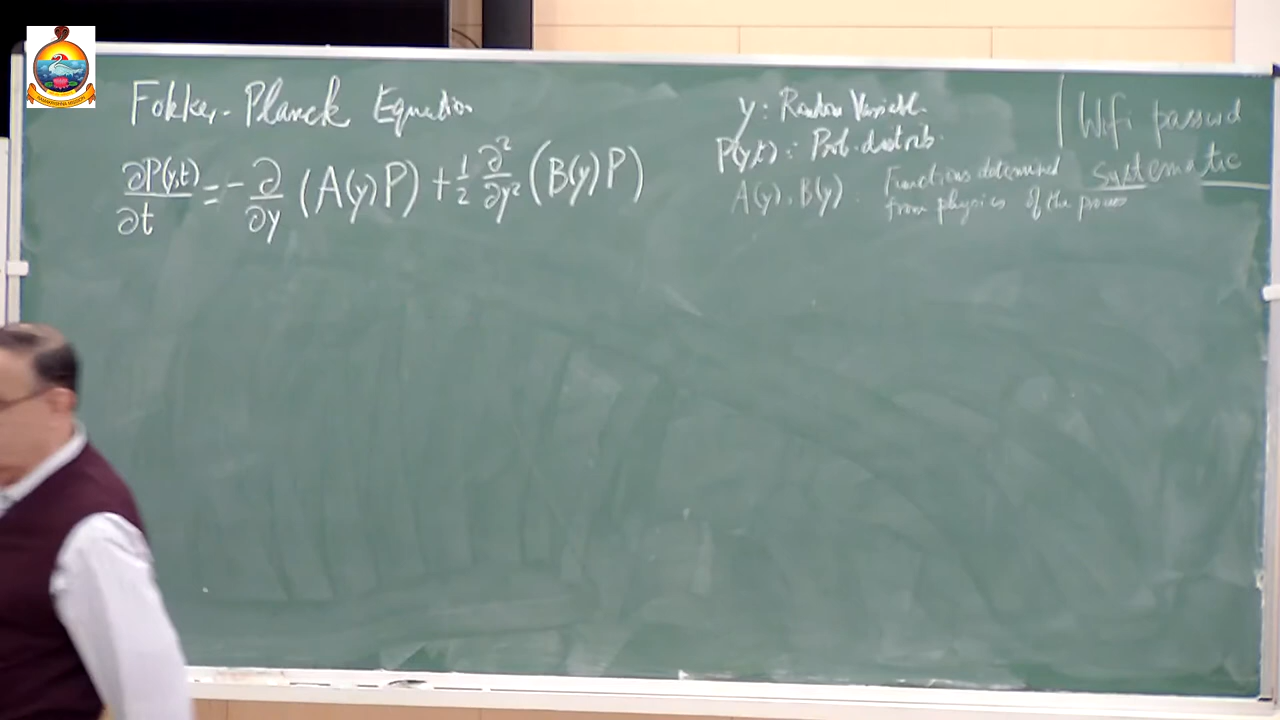 Fokker-Planck Equation
∂P(y,t)/∂t = -∂/∂y (A(y)P) + 1/2 ∂²/∂y² (B(y)P)
y: Random Variable.
P(y,t): Prob. distrib.
A(y), B(y). Functions determined
from physics of the process
Wifi passwd
systematic